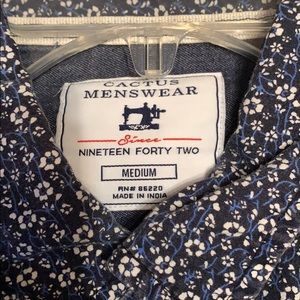 CACTUS
MENSWEAR
Since
NINETEEN FORTY TWO
MEDIUM
RN# 86220
MADE IN INDIA